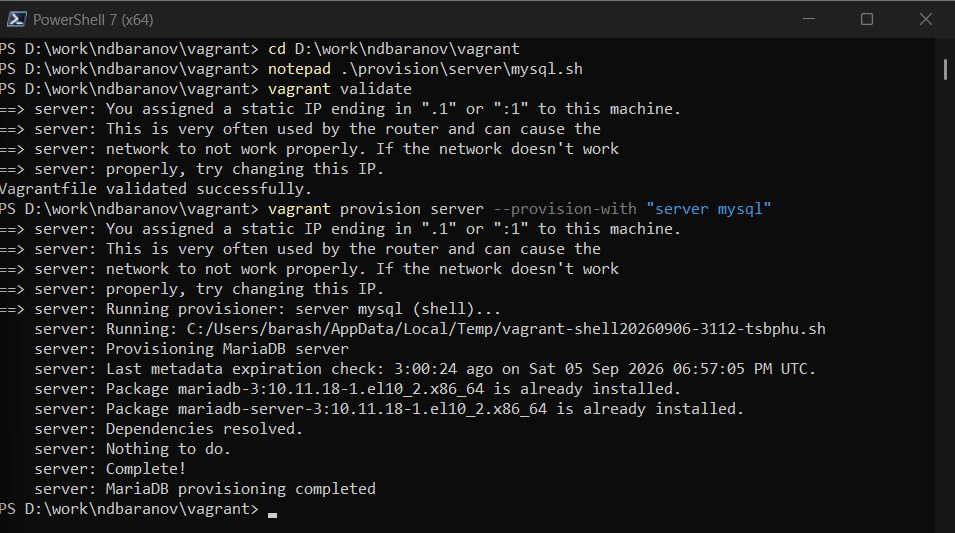 PowerShell 7 (x64)
PS D:\work\ndbaranov\vagrant> cd D:\work\ndbaranov\vagrant
PS D:\work\ndbaranov\vagrant> notepad .\provision\server\mysql.sh
PS D:\work\ndbaranov\vagrant> vagrant validate
==> server: You assigned a static IP ending in ".1" or ":1" to this machine.
==> server: This is very often used by the router and can cause the
==> server: network to not work properly. If the network doesn't work
==> server: properly, try changing this IP.
Vagrantfile validated successfully.
PS D:\work\ndbaranov\vagrant> vagrant provision server --provision-with "server mysql"
==> server: You assigned a static IP ending in ".1" or ":1" to this machine.
==> server: This is very often used by the router and can cause the
==> server: network to not work properly. If the network doesn't work
==> server: properly, try changing this IP.
==> server: Running provisioner: server mysql (shell)...
server: Running: C:/Users/barash/AppData/Local/Temp/vagrant-shell20260906-3112-tsbphu.sh
server: Provisioning MariaDB server
server: Last metadata expiration check: 3:00:24 ago on Sat 05 Sep 2026 06:57:05 PM UTC.
server: Package mariadb-3:10.11.18-1.el10_2.x86_64 is already installed.
server: Package mariadb-server-3:10.11.18-1.el10_2.x86_64 is already installed.
server: Dependencies resolved.
server: Nothing to do.
server: Complete!
server: MariaDB provisioning completed
PS D:\work\ndbaranov\vagrant>